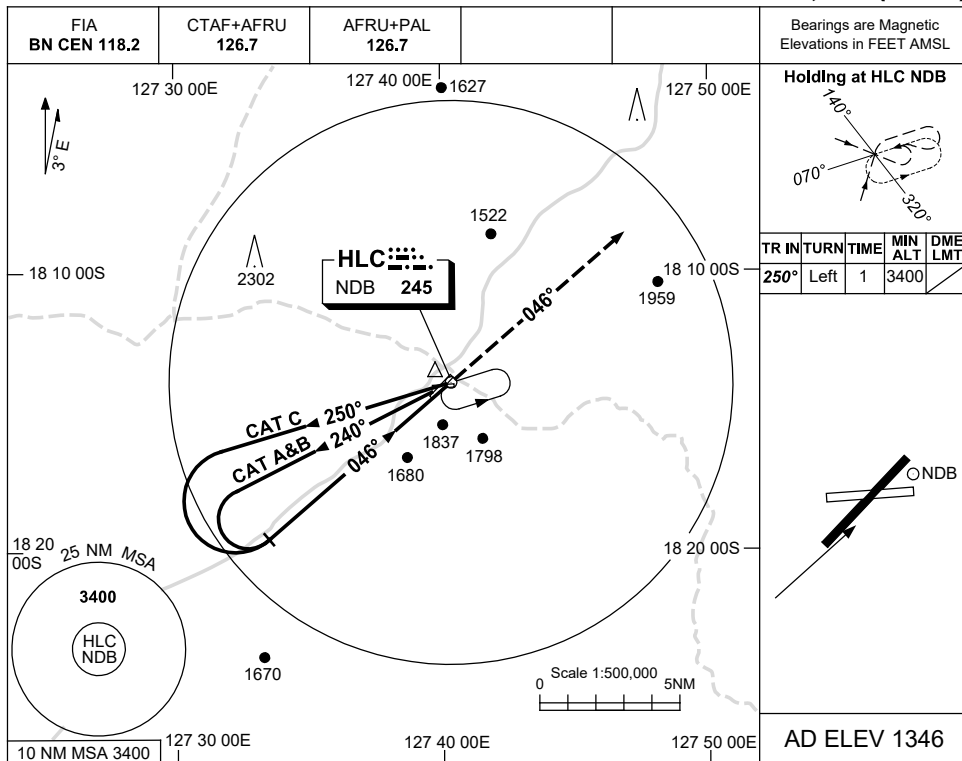 FIA
BN CEN 118.2
CTAF+AFRU
126.7
AFRU+PAL
126.7
Bearings are Magnetic
Elevations in FEET AMSL
127 30 00E
127 40 00E
1627
127 50 00E
3° E
1522
2302
HLC
NDB 245
18 10 00S
18 10 00S
1959
046°
CAT C 250°
CAT A&B 240°
046°
1837
1798
1680
18 20
00S
18 20 00S
25 NM MSA
3400
HLC
NDB
1670
Scale 1:500,000
0 5NM
10 NM MSA 3400
127 30 00E
127 40 00E
127 50 00E
Holding at HLC NDB
140°
070°
320°
TR IN TURN TIME MIN ALT DME LMT
250° Left 1 3400
NDB
AD ELEV 1346